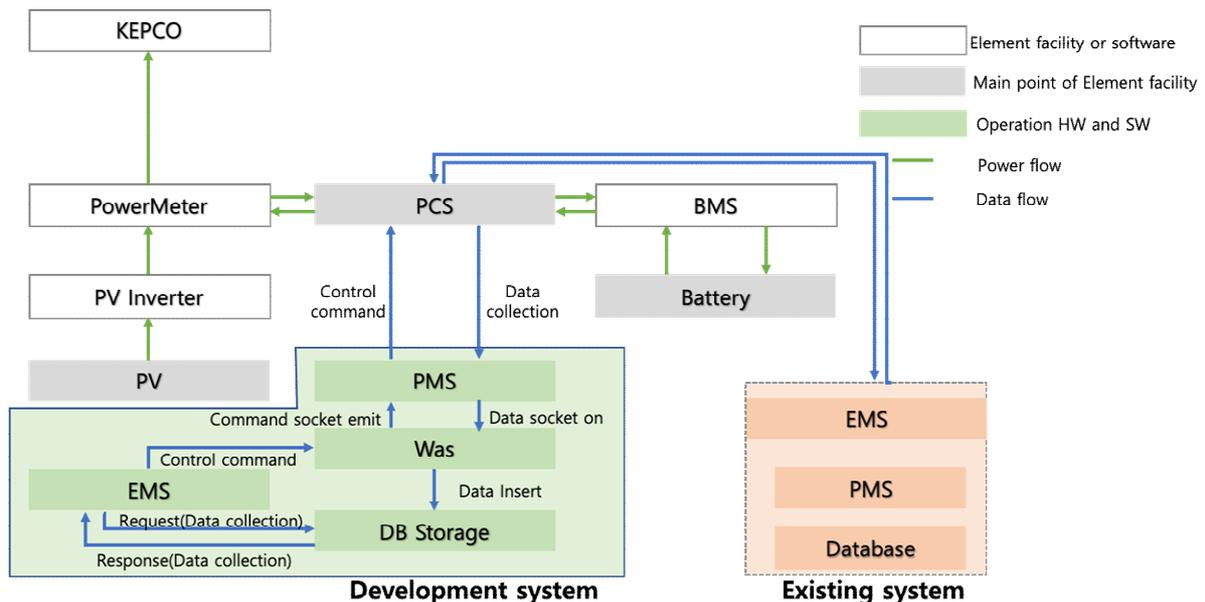 KEPCO
Element facility or software
Main point of Element facility
Operation HW and SW
Power flow
Data flow
PowerMeter
PCS
BMS
PV Inverter
Control
command
Data
collection
Battery
PV
PMS
Command socket emit
Data socket on
Was
Control command
EMS
Data Insert
Request(Data collection)
DB Storage
Response(Data collection)
Development system
EMS
PMS
Database
Existing system